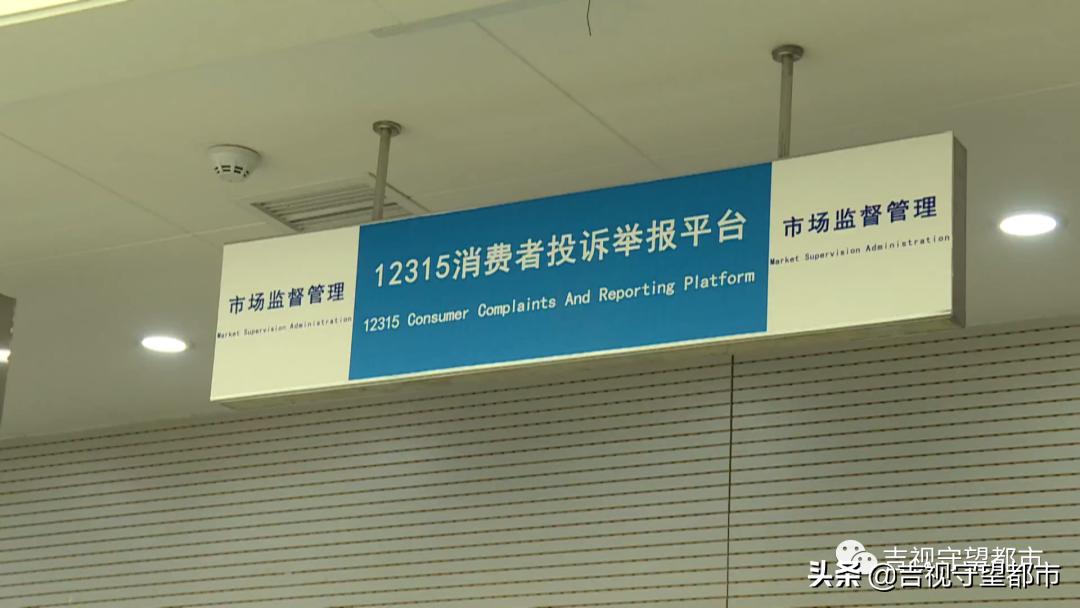 市场监督管理
Market Supervision Administration
12315消费者投诉举报平台
12315 Consumer Complaints And Reporting Platform
市场监督管理
Market Supervision Administration
吉视守望都市
头条 @吉视守望都市